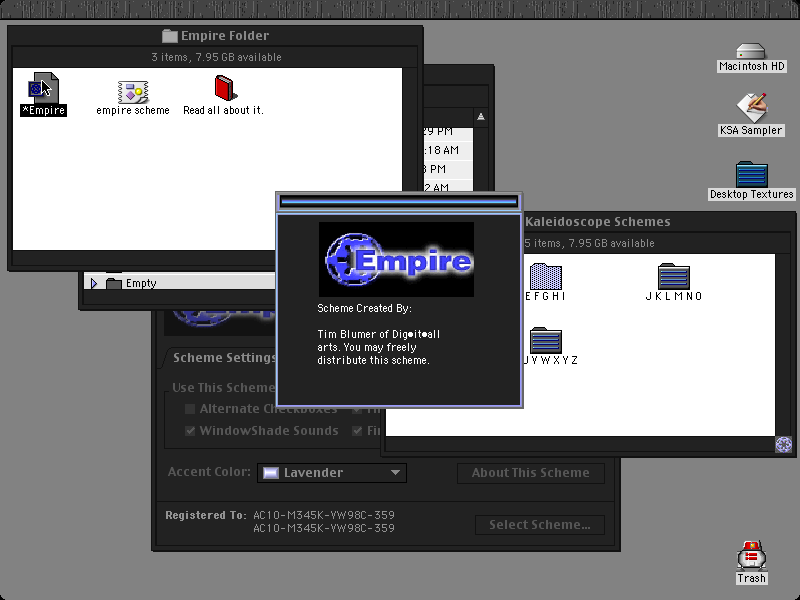 Empire Folder
3 items, 7.95 GB available
*Empire
empire scheme
Read all about it.
29 PM
:18 AM
PM
2 AM
Empty
Macintosh HD
KSA Sampler
Desktop Textures
Kaleidoscope Schemes
5 items, 7.95 GB available
EFGHI
JKLMNO
UVWXYZ
Empire
Scheme Created By:
Tim Blumer of Dig•it•all
arts. You may freely
distribute this scheme.
Scheme Settings
Use This Scheme
Alternate Checkboxes
WindowShade Sounds
Accent Color:
Lavender
About This Scheme
Registered To: AC10-M345K-VW98C-359
AC10-M345K-VW98C-359
Select Scheme...
Trash